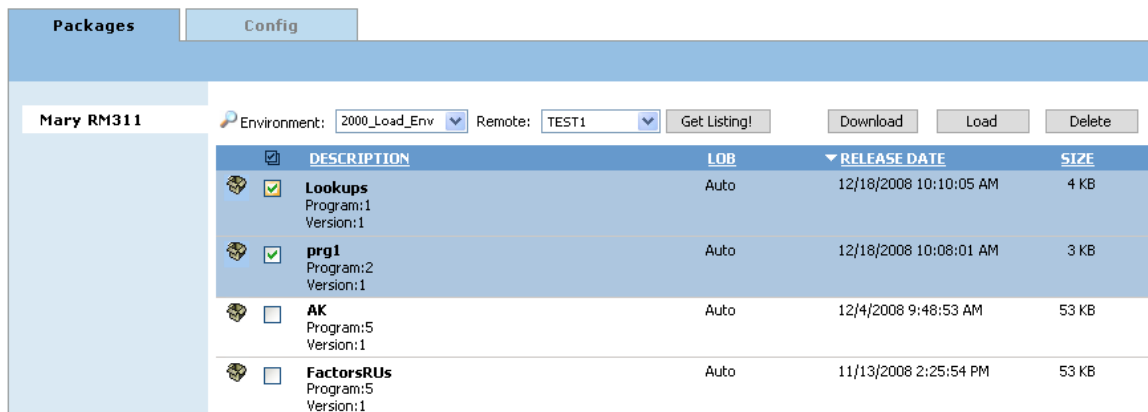 Packages Config
Mary RM311
Environment: 2000_Load_Env Remote: TEST1 Get Listing! Download Load Delete
DESCRIPTION LOB RELEASE DATE SIZE
Lookups Auto 12/18/2008 10:10:05 AM 4 KB
Program:1
Version:1
prg1 Auto 12/18/2008 10:08:01 AM 3 KB
Program:2
Version:1
AK Auto 12/4/2008 9:48:53 AM 53 KB
Program:5
Version:1
FactorsRUs Auto 11/13/2008 2:25:54 PM 53 KB
Program:5
Version:1